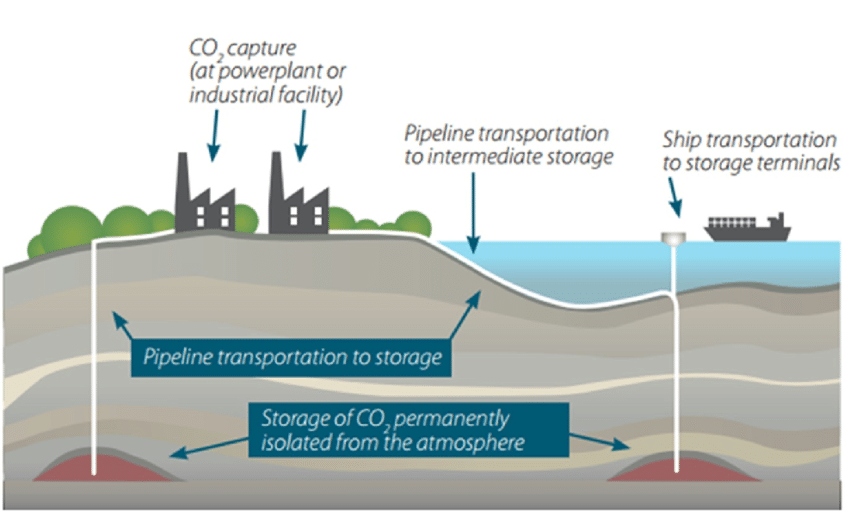 CO₂ capture
(at powerplant or
industrial facility)
Pipeline transportation
to intermediate storage
Ship transportation
to storage terminals
Pipeline transportation to storage
Storage of CO₂ permanently
isolated from the atmosphere